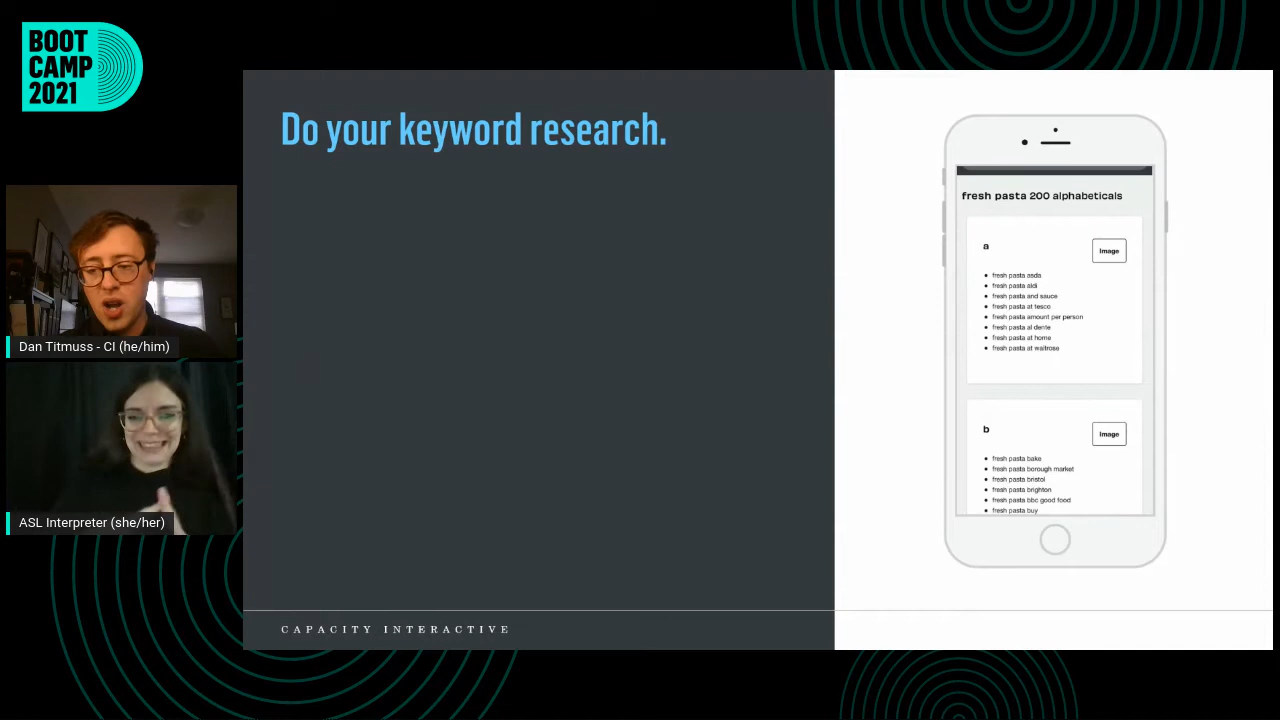 BOOT
CAMP
2021
Do your keyword research.
Dan Titmuss - CI (he/him)
ASL Interpreter (she/her)
CAPACITY INTERACTIVE
fresh pasta 200 alphabeticals
a
Image
fresh pasta asda
fresh pasta aldi
fresh pasta and sauce
fresh pasta at tesco
fresh pasta amount per person
fresh pasta al dente
fresh pasta at home
fresh pasta at waitrose
b
Image
fresh pasta bake
fresh pasta borough market
fresh pasta bristol
fresh pasta brighton
fresh pasta bbc good food
fresh pasta buy